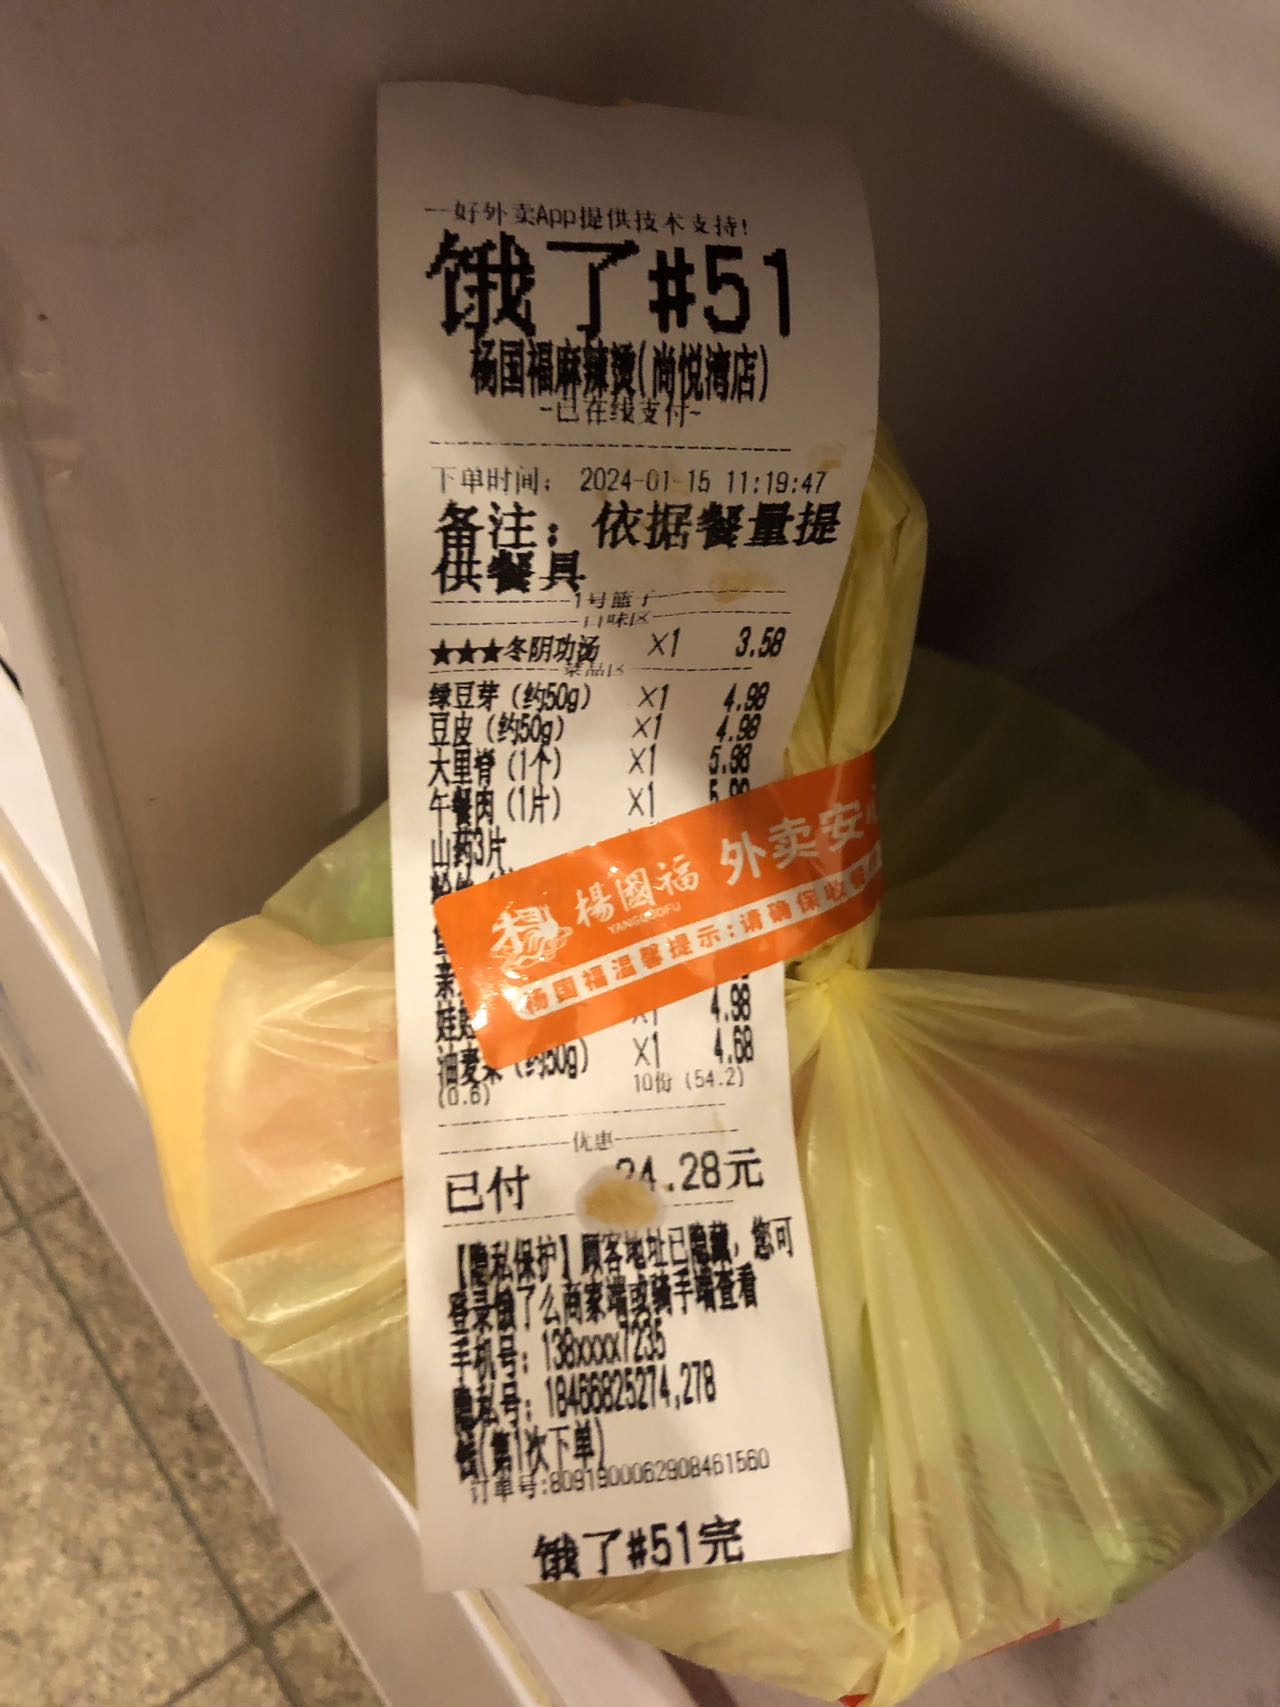 一好外卖App提供技术支持!
饿了#51
杨国福麻辣烫(尚悦湾店)
~已在线支付~
下单时间: 2024-01-15 11:19:47
备注: 依据餐量提
供餐具
1号篮子
口味区
★★★冬阴功汤 X1 3.58
菜品区
绿豆芽(约50g) X1 4.98
豆皮(约50g) X1 4.98
大里脊(1个) X1 5.98
午餐肉(1片) X1
山药3片
楊國福 外卖安
YANGGUOFU
杨国福温馨提示:请确保收
娃 X1 4.98
油麦菜(约50g) X1 4.68
(0.6) 10份(54.2)
优惠
已付 24.28元
【隐私保护】顾客地址已隐藏,您可
登录饿了么商家端或骑手端查看
手机号: 138xxxx7235
隐私号: 18466825274,278
钱(第1次下单)
订单号:8091900062908461560
饿了#51完